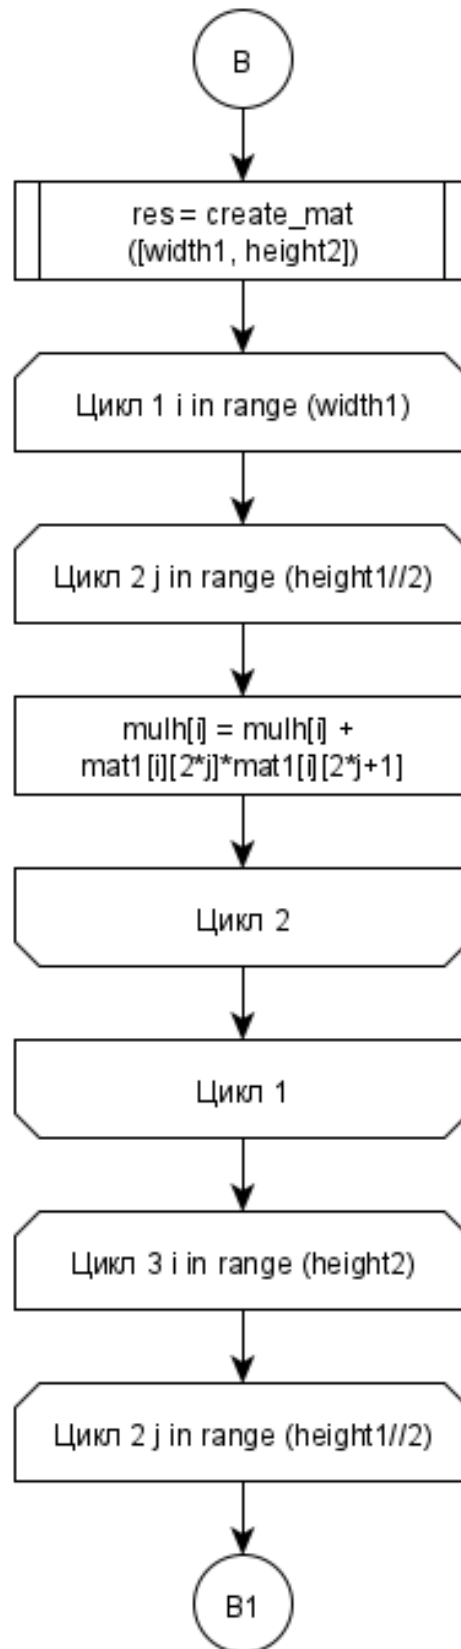 B
res = create_mat
([width1, height2])
Цикл 1 i in range (width1)
Цикл 2 j in range (height1//2)
mulh[i] = mulh[i] +
mat1[i][2*j]*mat1[i][2*j+1]
Цикл 2
Цикл 1
Цикл 3 i in range (height2)
Цикл 2 j in range (height1//2)
B1